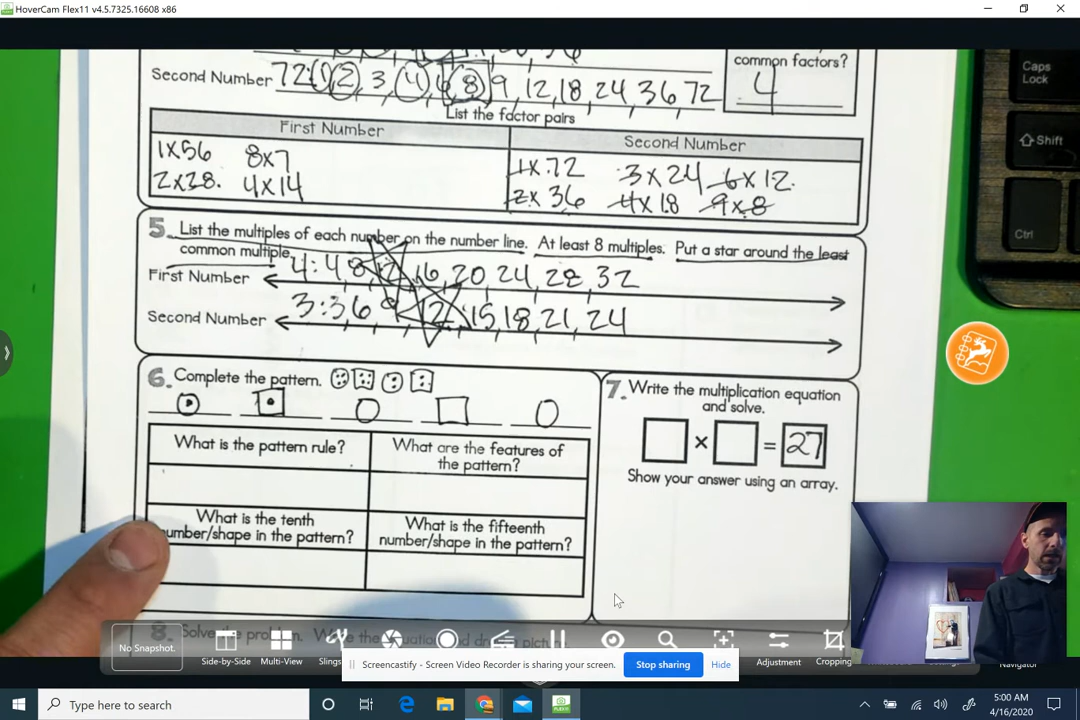 HoverCam Flex11 v4.5.7325.16608 x86
Second Number 72: 1, 2, 3, 4, 6, 8, 9, 12, 18, 24, 36, 72
common factors?
4
List the factor pairs
First Number
Second Number
1x56 8x7
2x28. 4x14
1x72 3x24 6x12
2x36 4x18 9x8
5. List the multiples of each number on the number line. At least 8 multiples. Put a star around the least
common multiple.
First Number 4: 4, 8, 12, 16, 20, 24, 28, 32
Second Number 3: 3, 6, 9, 12, 15, 18, 21, 24
6. Complete the pattern.
What is the pattern rule?
What are the features of
the pattern?
What is the tenth
number/shape in the pattern?
What is the fifteenth
number/shape in the pattern?
7. Write the multiplication equation
and solve.
× = 27
Show your answer using an array.
8. Solve the problem.
Caps
Lock
Shift
Ctrl
No Snapshot.
Side-by-Side
Multi-View
Slings
Adjustment
Cropping
Navigator
Screencastify - Screen Video Recorder is sharing your screen.
Stop sharing
Hide
Type here to search
5:00 AM
4/16/2020